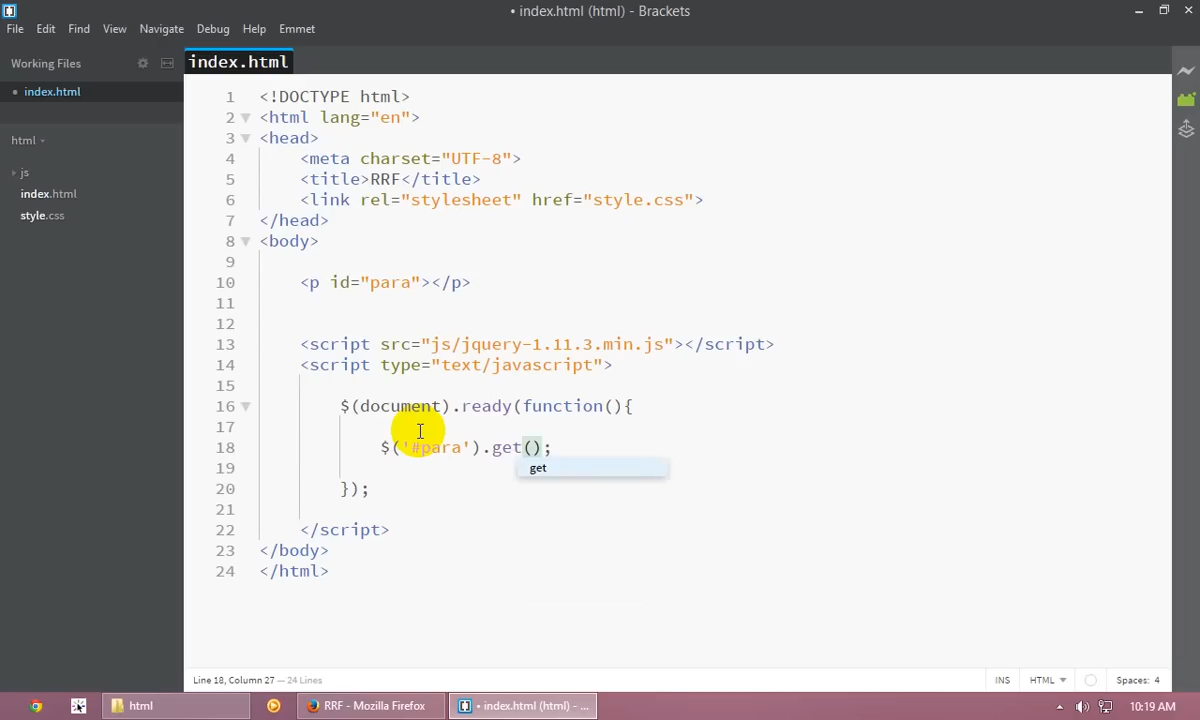 • index.html (html) - Brackets
File Edit Find View Navigate Debug Help Emmet
Working Files
• index.html
html
js
index.html
style.css
index.html
1 <!DOCTYPE html>
2 <html lang="en">
3 <head>
4 <meta charset="UTF-8">
5 <title>RRF</title>
6 <link rel="stylesheet" href="style.css">
7 </head>
8 <body>
9
10 <p id="para"></p>
11
12
13 <script src="js/jquery-1.11.3.min.js"></script>
14 <script type="text/javascript">
15
16 $(document).ready(function(){
17
18 $('#para').get();
19 get
20 });
21
22 </script>
23 </body>
24 </html>
Line 18, Column 27 — 24 Lines
INS HTML Spaces: 4
html RRF - Mozilla Firefox • index.html (html) - ... 10:19 AM